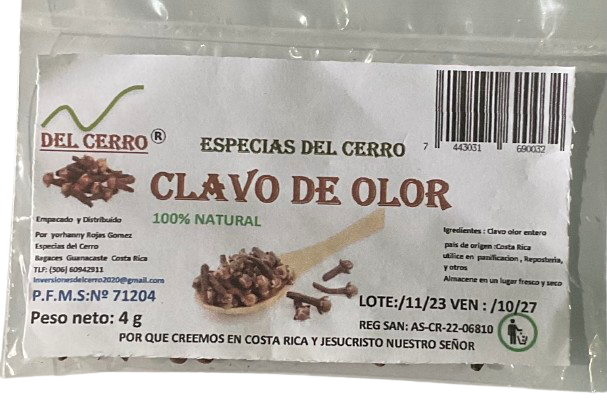 DEL CERRO ®
ESPECIAS DEL CERRO
7 443031 690032
CLAVO DE OLOR
100% NATURAL
Empacado y Distribuido
Por yorhanny Rojas Gomez
Especias del Cerro
Bagaces Guanacaste Costa Rica
TLF: (506) 60942911
Inversionesdelcerro2020@gmail.com
P.F.M.S:Nº 71204
Peso neto: 4 g
Igredientes : Clavo olor entero
pais de origen :Costa Rica
utilice en panificacion , Reposteria,
y otros
Almacene en un lugar fresco y seco
LOTE:/11/23 VEN : /10/27
REG SAN: AS-CR-22-06810
POR QUE CREEMOS EN COSTA RICA Y JESUCRISTO NUESTRO SEÑOR